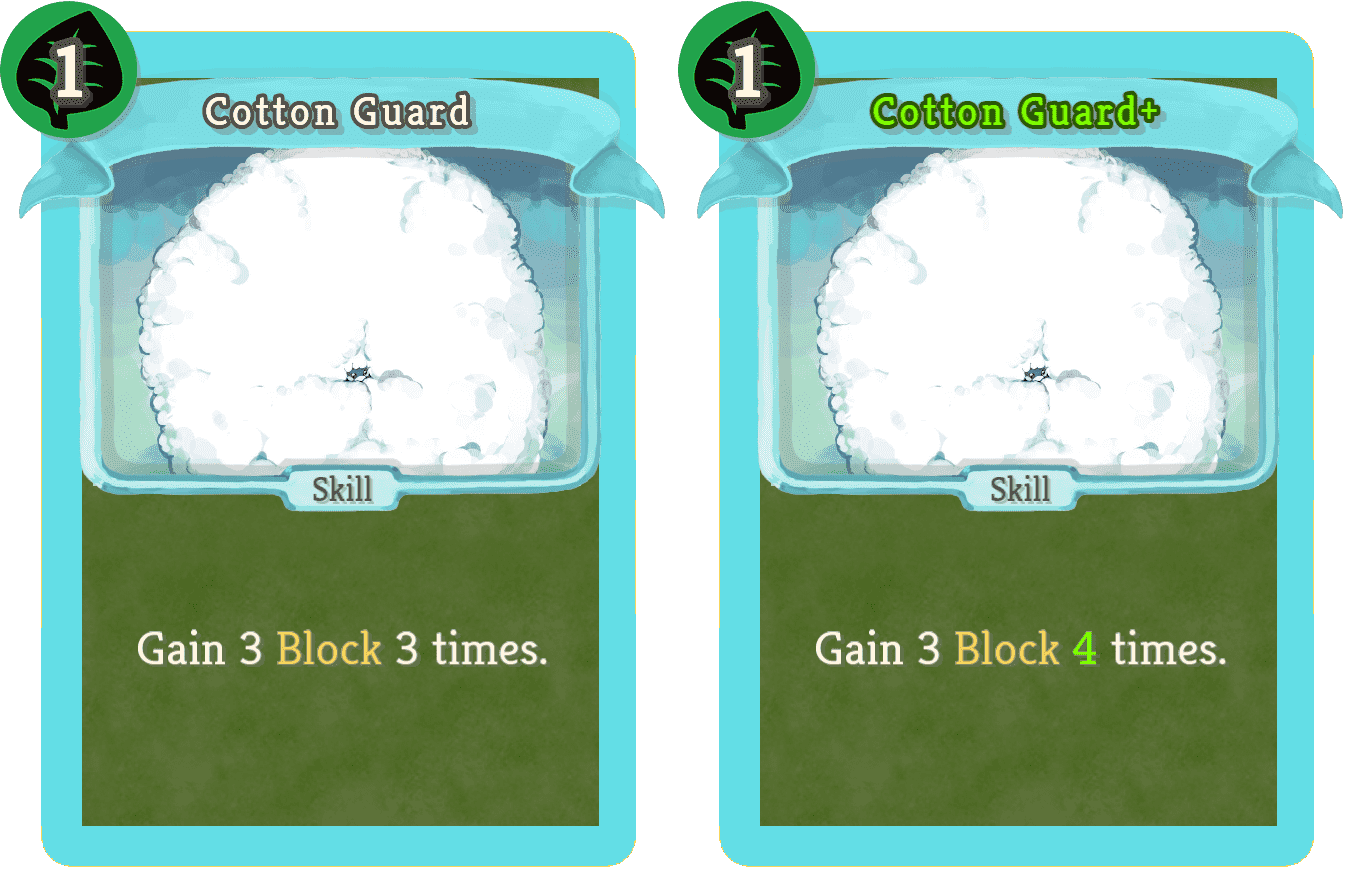 1
Cotton Guard
Skill
Gain 3 Block 3 times.
1
Cotton Guard+
Skill
Gain 3 Block 4 times.